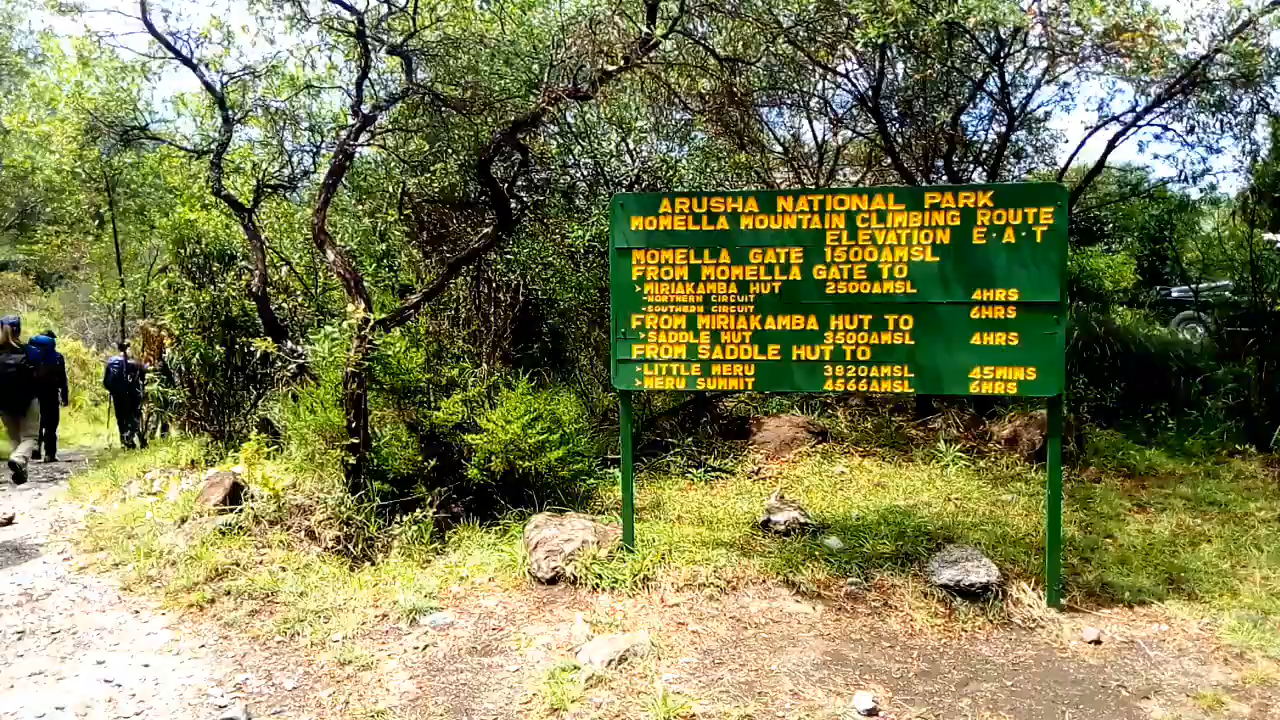 ARUSHA NATIONAL PARK
MOMELLA MOUNTAIN CLIMBING ROUTE
ELEVATION E·A·T
MOMELLA GATE 1500AMSL
FROM MOMELLA GATE TO
>MIRIAKAMBA HUT 2500AMSL
-NORTHERN CIRCUIT 4HRS
-SOUTHERN CIRCUIT 6HRS
FROM MIRIAKAMBA HUT TO
>SADDLE HUT 3500AMSL 4HRS
FROM SADDLE HUT TO
>LITTLE MERU 3820AMSL 45MINS
>MERU SUMMIT 4566AMSL 6HRS